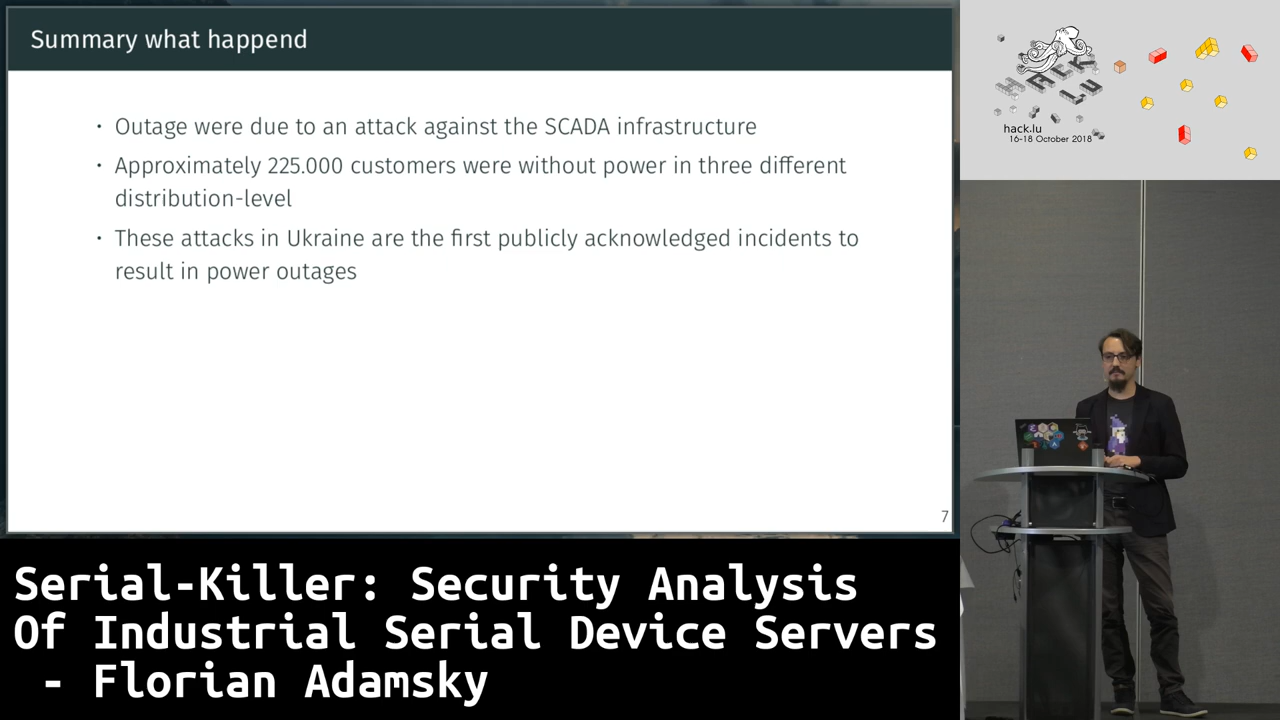 Summary what happend
• Outage were due to an attack against the SCADA infrastructure
• Approximately 225.000 customers were without power in three different
distribution-level
• These attacks in Ukraine are the first publicly acknowledged incidents to
result in power outages
7
HACK
LU
hack.lu
16-18 October 2018
Serial-Killer: Security Analysis
Of Industrial Serial Device Servers
- Florian Adamsky